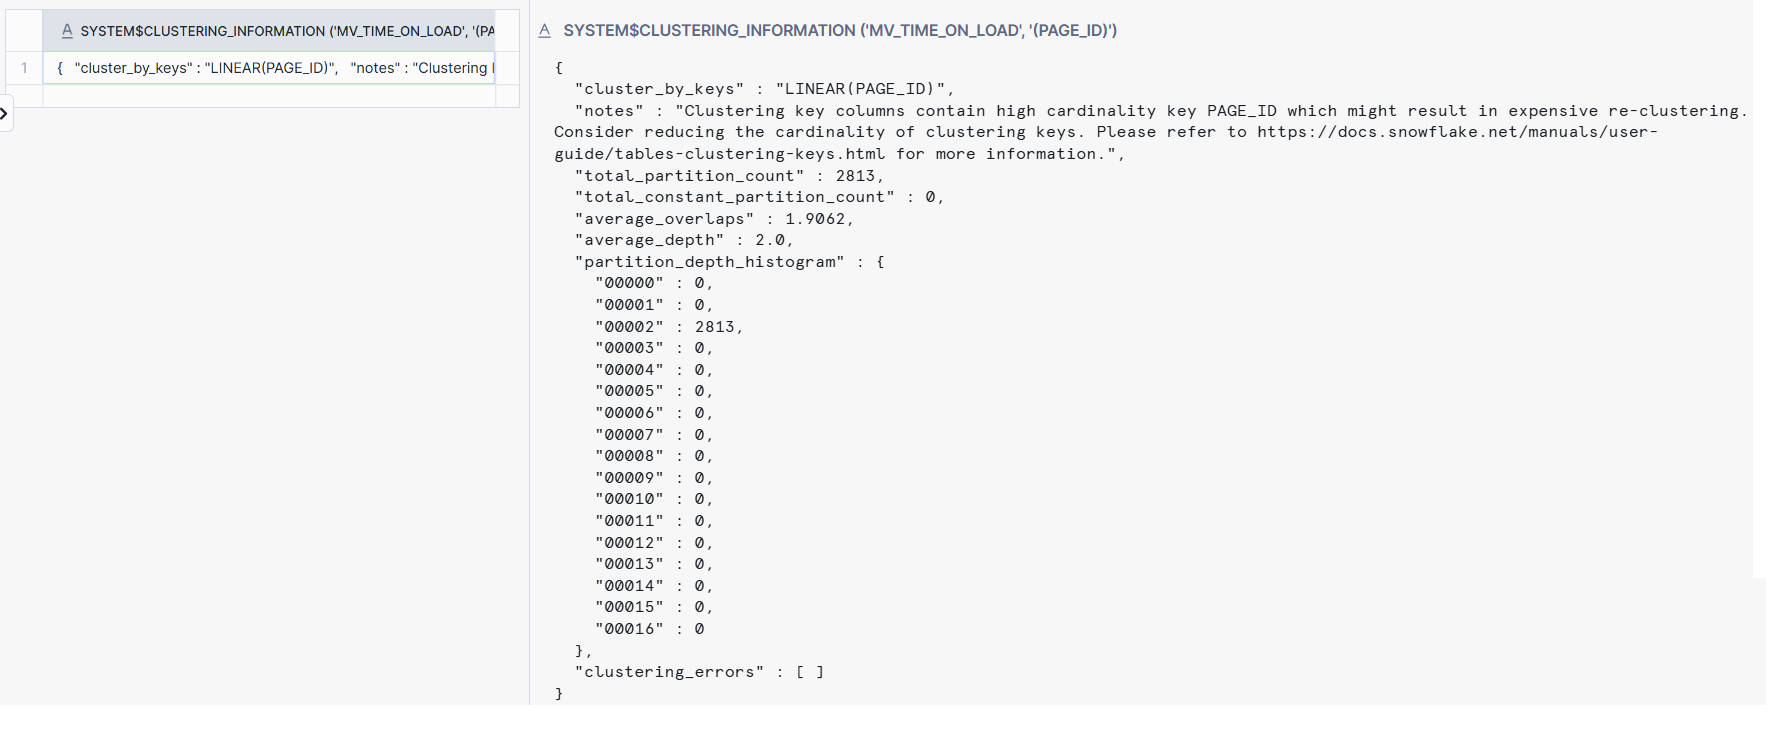 SYSTEM$CLUSTERING_INFORMATION ('MV_TIME_ON_LOAD', '(PA
1 { "cluster_by_keys" : "LINEAR(PAGE_ID)", "notes" : "Clustering
SYSTEM$CLUSTERING_INFORMATION ('MV_TIME_ON_LOAD', '(PAGE_ID)')
{
"cluster_by_keys" : "LINEAR(PAGE_ID)",
"notes" : "Clustering key columns contain high cardinality key PAGE_ID which might result in expensive re-clustering.
Consider reducing the cardinality of clustering keys. Please refer to https://docs.snowflake.net/manuals/user-
guide/tables-clustering-keys.html for more information.",
"total_partition_count" : 2813,
"total_constant_partition_count" : 0,
"average_overlaps" : 1.9062,
"average_depth" : 2.0,
"partition_depth_histogram" : {
"00000" : 0,
"00001" : 0,
"00002" : 2813,
"00003" : 0,
"00004" : 0,
"00005" : 0,
"00006" : 0,
"00007" : 0,
"00008" : 0,
"00009" : 0,
"00010" : 0,
"00011" : 0,
"00012" : 0,
"00013" : 0,
"00014" : 0,
"00015" : 0,
"00016" : 0
},
"clustering_errors" : [ ]
}